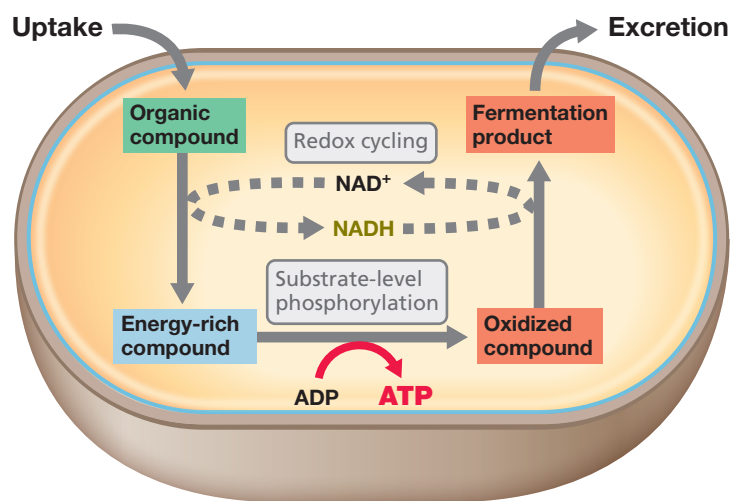 Uptake
Excretion
Organic
compound
Fermentation
product
Redox cycling
NAD⁺
NADH
Substrate-level
phosphorylation
Energy-rich
compound
Oxidized
compound
ADP
ATP